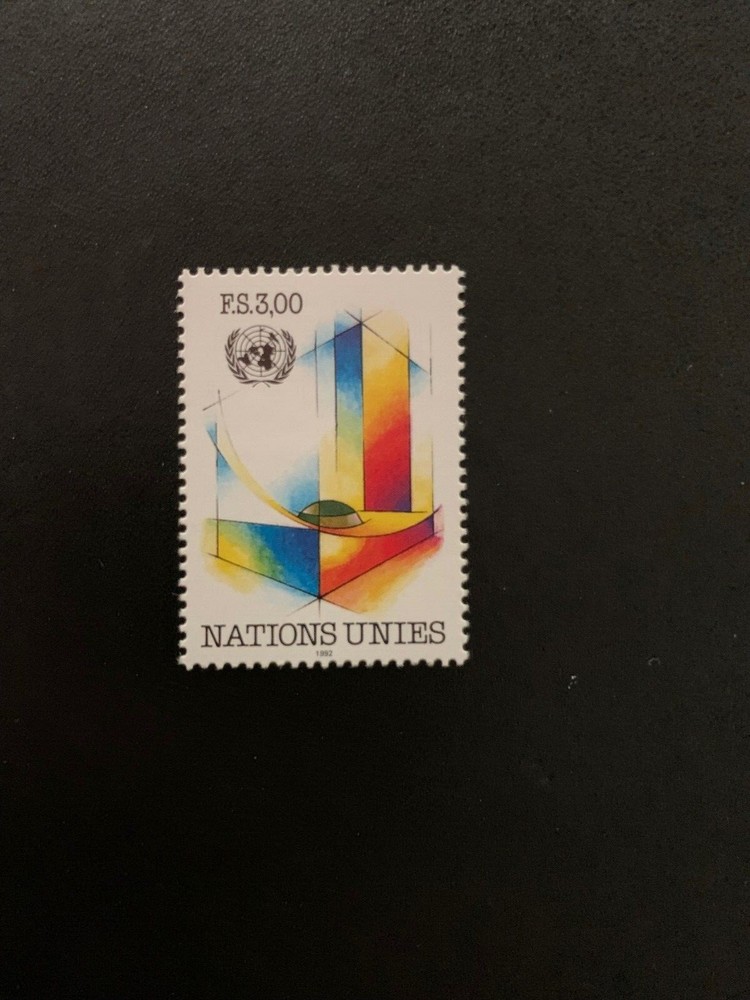 F.S.3,00
NATIONS UNIES
1992